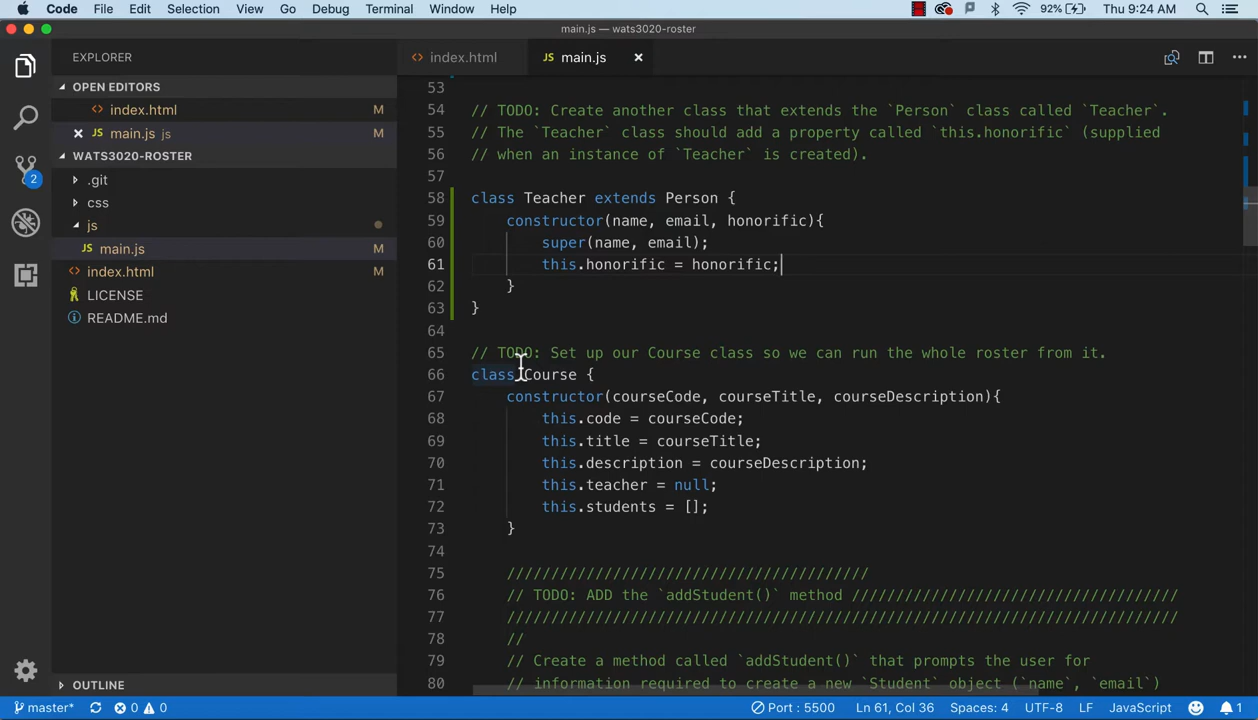 Code File Edit Selection View Go Debug Terminal Window Help 92% Thu 9:24 AM
main.js — wats3020-roster
EXPLORER
OPEN EDITORS
index.html M
main.js js M
WATS3020-ROSTER
.git
css
js
JS main.js M
index.html M
LICENSE
README.md
OUTLINE
2
index.html
JS main.js
53
54 // TODO: Create another class that extends the `Person` class called `Teacher`.
55 // The `Teacher` class should add a property called `this.honorific` (supplied
56 // when an instance of `Teacher` is created).
57
58 class Teacher extends Person {
59 constructor(name, email, honorific){
60 super(name, email);
61 this.honorific = honorific;
62 }
63 }
64
65 // TODO: Set up our Course class so we can run the whole roster from it.
66 class Course {
67 constructor(courseCode, courseTitle, courseDescription){
68 this.code = courseCode;
69 this.title = courseTitle;
70 this.description = courseDescription;
71 this.teacher = null;
72 this.students = [];
73 }
74
75 /////////////////////////////////////////
76 // TODO: ADD the `addStudent()` method /////////////////////////////////////
77 ////////////////////////////////////////////////////////////////////////////
78 //
79 // Create a method called `addStudent()` that prompts the user for
80 // information required to create a new `Student` object (`name`, `email`)
master* 0 0 Port : 5500 Ln 61, Col 36 Spaces: 4 UTF-8 LF JavaScript 1